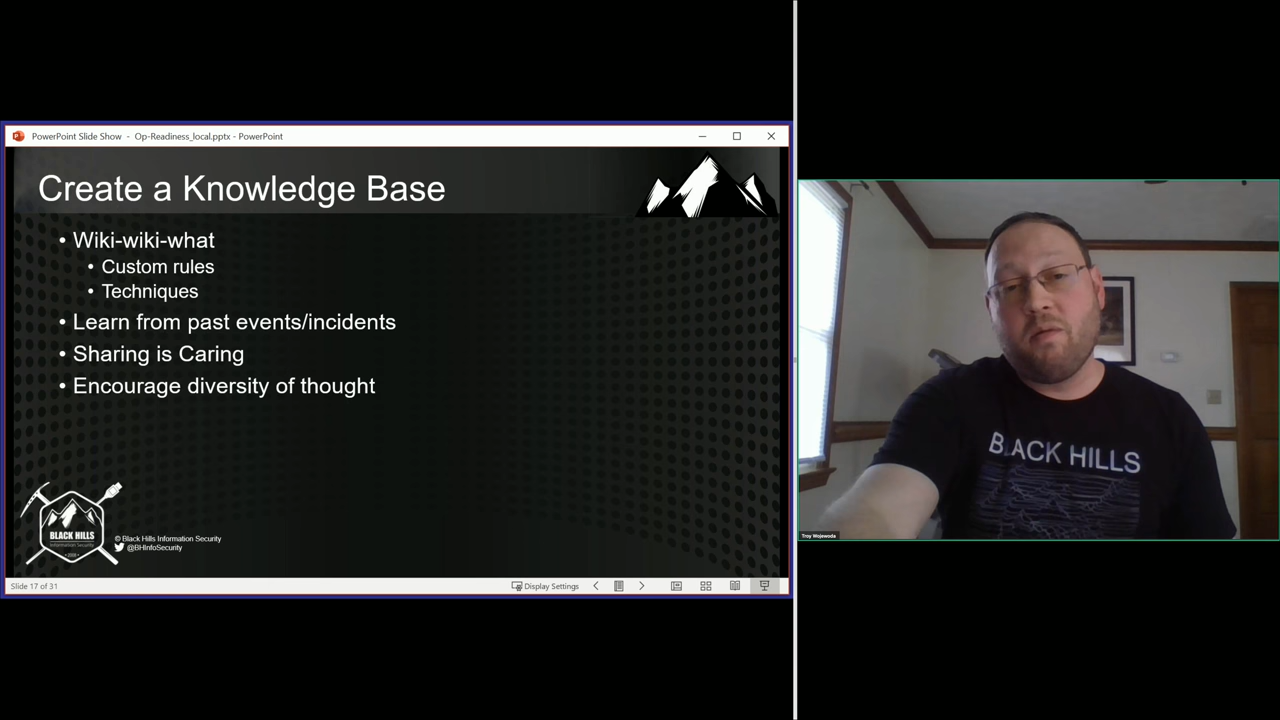 PowerPoint Slide Show - Op-Readiness_local.pptx - PowerPoint
Create a Knowledge Base
• Wiki-wiki-what
• Custom rules
• Techniques
• Learn from past events/incidents
• Sharing is Caring
• Encourage diversity of thought
BLACK HILLS
Information Security
© Black Hills Information Security
@BHInfoSecurity
Slide 17 of 31
Display Settings
BLACK HILLS
Troy Wojewoda